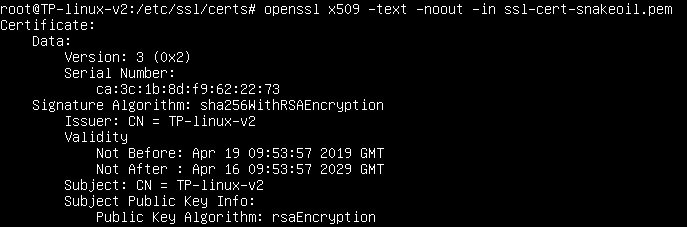 root@TP-linux-v2:/etc/ssl/certs# openssl x509 -text -noout -in ssl-cert-snakeoil.pem
Certificate:
    Data:
        Version: 3 (0x2)
        Serial Number:
            ca:3c:1b:8d:f9:62:22:73
    Signature Algorithm: sha256WithRSAEncryption
        Issuer: CN = TP-linux-v2
        Validity
            Not Before: Apr 19 09:53:57 2019 GMT
            Not After : Apr 16 09:53:57 2029 GMT
        Subject: CN = TP-linux-v2
        Subject Public Key Info:
            Public Key Algorithm: rsaEncryption